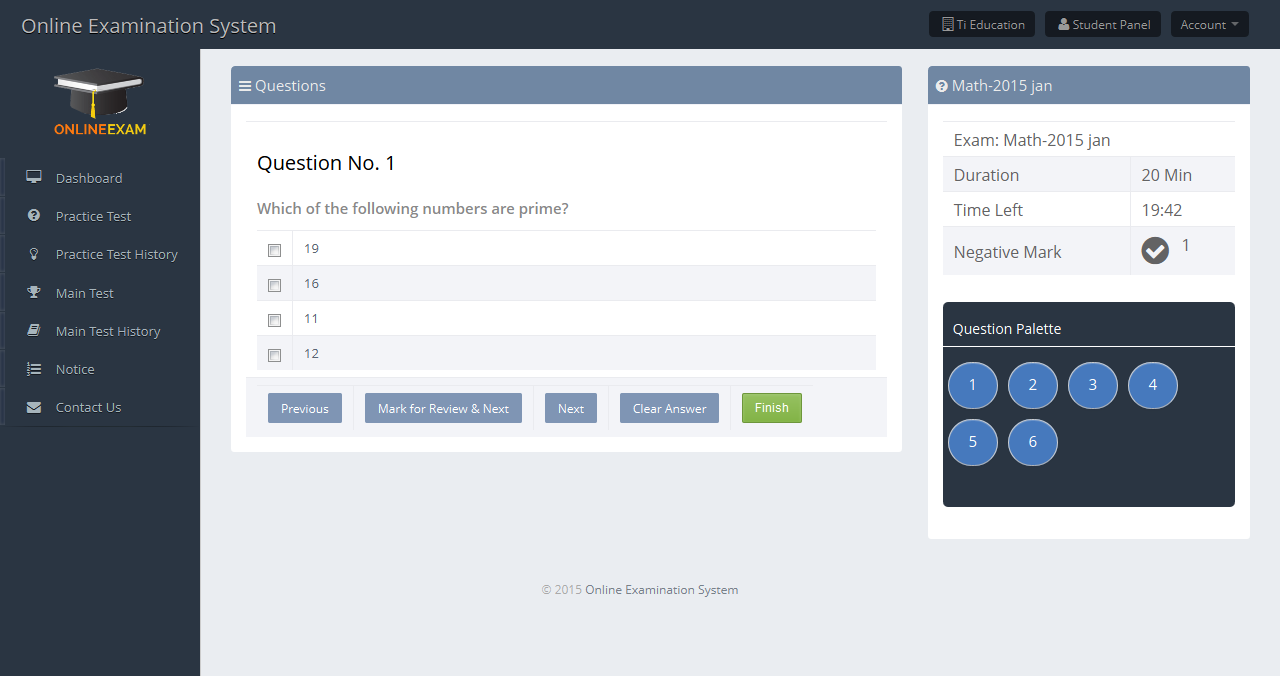 Online Examination System
Ti Education
Student Panel
Account
ONLINEEXAM
Dashboard
Practice Test
Practice Test History
Main Test
Main Test History
Notice
Contact Us
Questions
Question No. 1
Which of the following numbers are prime?
19
16
11
12
Previous
Mark for Review & Next
Next
Clear Answer
Finish
Math-2015 jan
Exam: Math-2015 jan
Duration 20 Min
Time Left 19:42
Negative Mark 1
Question Palette
1 2 3 4
5 6
© 2015 Online Examination System